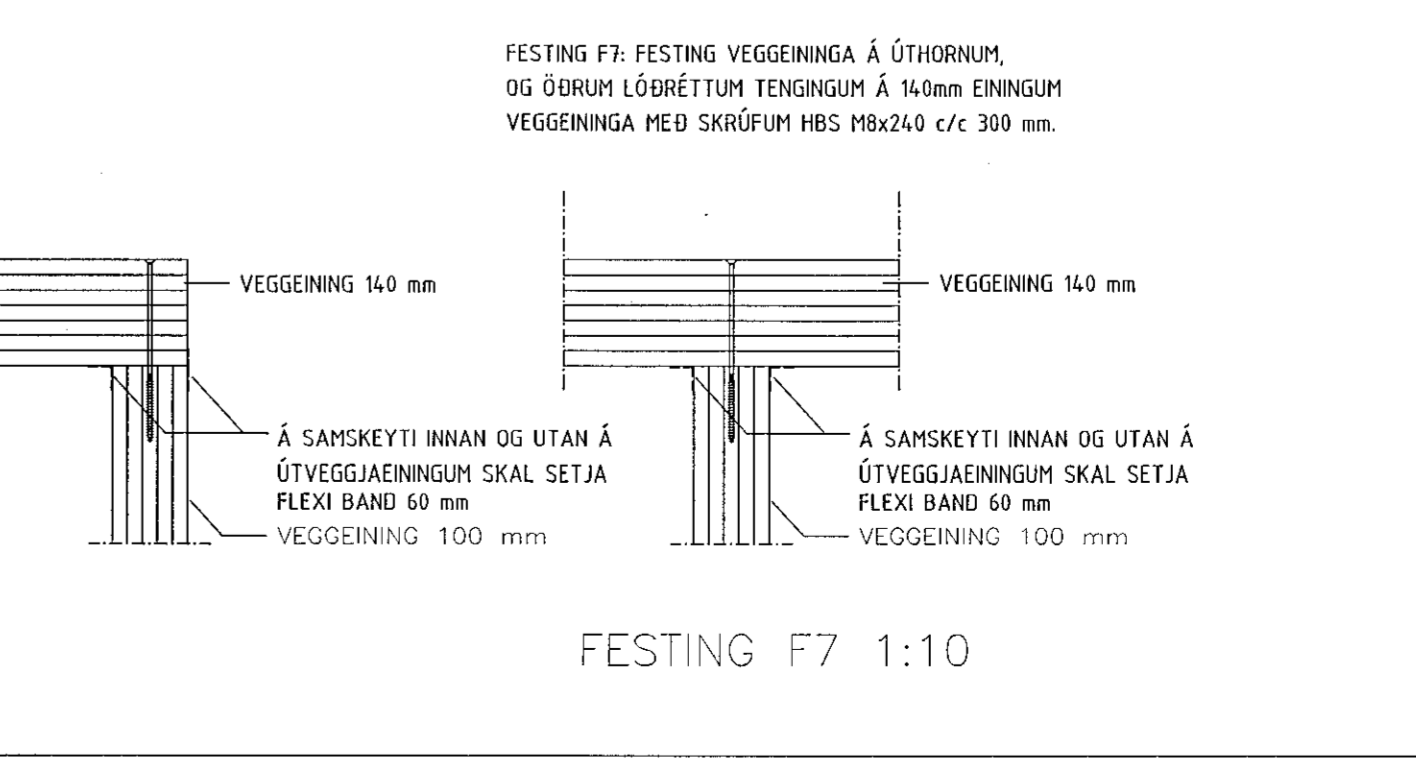 FESTING F7: FESTING VEGGEININGA Á ÚTHORNUM,
OG ÖÐRUM LÓÐRÉTTUM TENGINGUM Á 140mm EININGUM
VEGGEININGA MEÐ SKRÚFUM HBS M8x240 c/c 300 mm.
VEGGEINING 140 mm
Á SAMSKEYTI INNAN OG UTAN Á
ÚTVEGGJAEININGUM SKAL SETJA
FLEXI BAND 60 mm
VEGGEINING 100 mm
VEGGEINING 140 mm
Á SAMSKEYTI INNAN OG UTAN Á
ÚTVEGGJAEININGUM SKAL SETJA
FLEXI BAND 60 mm
VEGGEINING 100 mm
FESTING F7 1:10